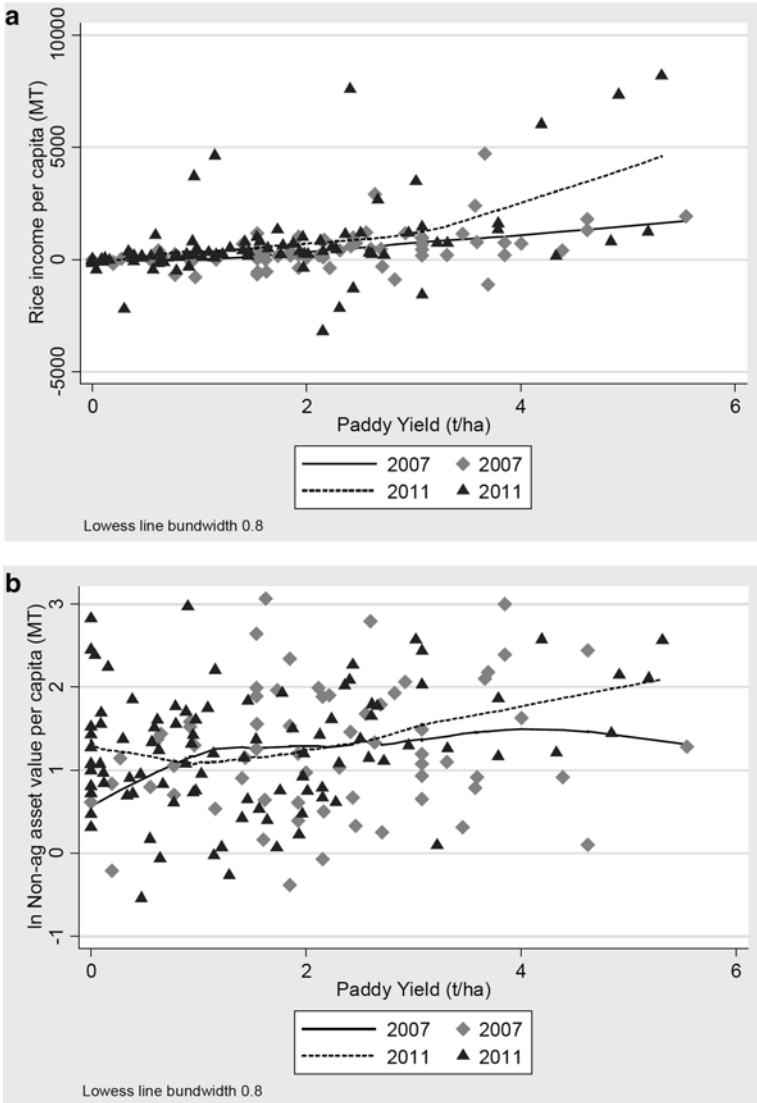 a
10000
5000
0
-5000
Rice income per capita (MT)
0 2 4 6
Paddy Yield (t/ha)
2007 2007
2011 2011
Lowess line bundwidth 0.8
b
3
2
1
0
-1
ln Non-ag asset value per capita (MT)
0 2 4 6
Paddy Yield (t/ha)
2007 2007
2011 2011
Lowess line bundwidth 0.8